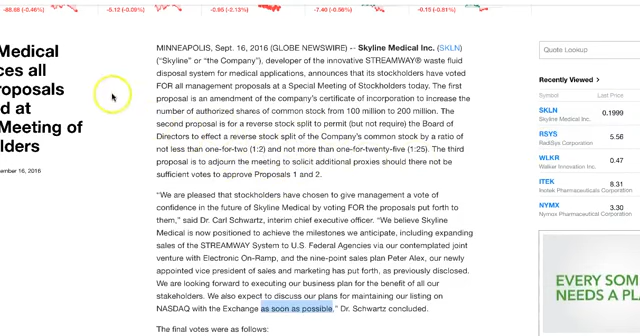 -88.68 (-0.49%)
-5.12 (-0.09%)
-0.65 (-2.13%)
-7.40 (-0.56%)
-0.15 (-0.81%)
Medical
ces all
roposals
d at
Meeting of
lders
ember 16, 2016
MINNEAPOLIS, Sept. 16, 2016 (GLOBE NEWSWIRE) -- Skyline Medical Inc. (SKLN)
("Skyline" or "the Company"), developer of the innovative STREAMWAY® waste fluid
disposal system for medical applications, announces that its stockholders have voted
FOR all management proposals at a Special Meeting of Stockholders today. The first
proposal is an amendment of the company's certificate of incorporation to increase the
number of authorized shares of common stock from 100 million to 200 million. The
second proposal is for a reverse stock split to permit (but not require) the Board of
Directors to effect a reverse stock split of the Company's common stock by a ratio of
not less than one-for-two (1:2) and not more than one-for-twenty-five (1:25). The third
proposal is to adjourn the meeting to solicit additional proxies should there not be
sufficient votes to approve Proposals 1 and 2.
"We are pleased that stockholders have chosen to give management a vote of
confidence in the future of Skyline Medical by voting FOR the proposals put forth to
them," said Dr. Carl Schwartz, interim chief executive officer. "We believe Skyline
Medical is now positioned to achieve the milestones we anticipate, including expanding
sales of the STREAMWAY System to U.S. Federal Agencies via our contemplated joint
venture with Electronic On-Ramp, and the nine-point sales plan Peter Alex, our newly
appointed vice president of sales and marketing has put forth, as previously disclosed.
We are looking forward to executing our business plan for the benefit of all our
stakeholders. We also expect to discuss our plans for maintaining our listing on
NASDAQ with the Exchange as soon as possible," Dr. Schwartz concluded.
The final votes were as follows:
Quote Lookup
Recently Viewed >
Symbol Last Price
SKLN 0.1999
Skyline Medical Inc.
RSYS 5.56
RadiSys Corporation
WLKR 0.47
Walker Innovation Inc.
ITEK 8.31
Inotek Pharmaceuticals Corporation
NYMX 3.30
Nymox Pharmaceutical Corporation
EVERY SOM
NEEDS A PL